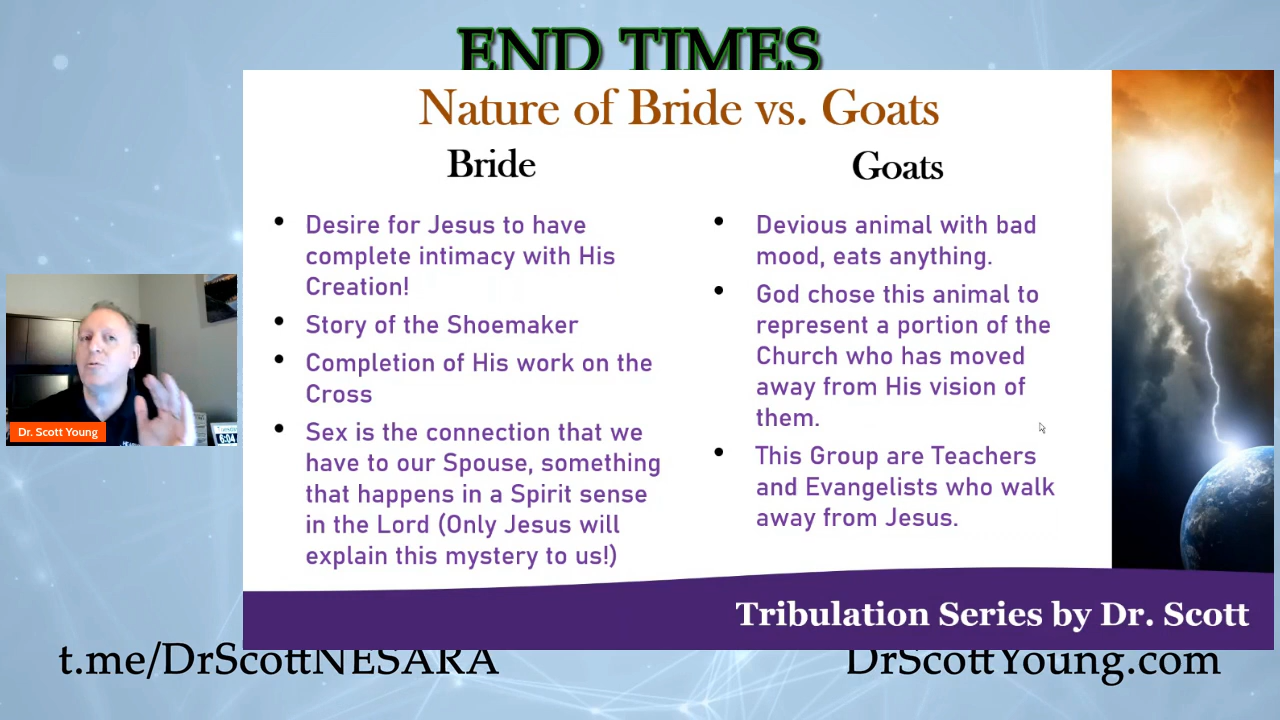 END TIMES
Nature of Bride vs. Goats
Bride
Desire for Jesus to have
complete intimacy with His
Creation!
Story of the Shoemaker
Completion of His work on the
Cross
Sex is the connection that we
have to our Spouse, something
that happens in a Spirit sense
in the Lord (Only Jesus will
explain this mystery to us!)
Goats
Devious animal with bad
mood, eats anything.
God chose this animal to
represent a portion of the
Church who has moved
away from His vision of
them.
This Group are Teachers
and Evangelists who walk
away from Jesus.
Dr. Scott Young
Tribulation Series by Dr. Scott
t.me/DrScottNESARA
DrScottYoung.com